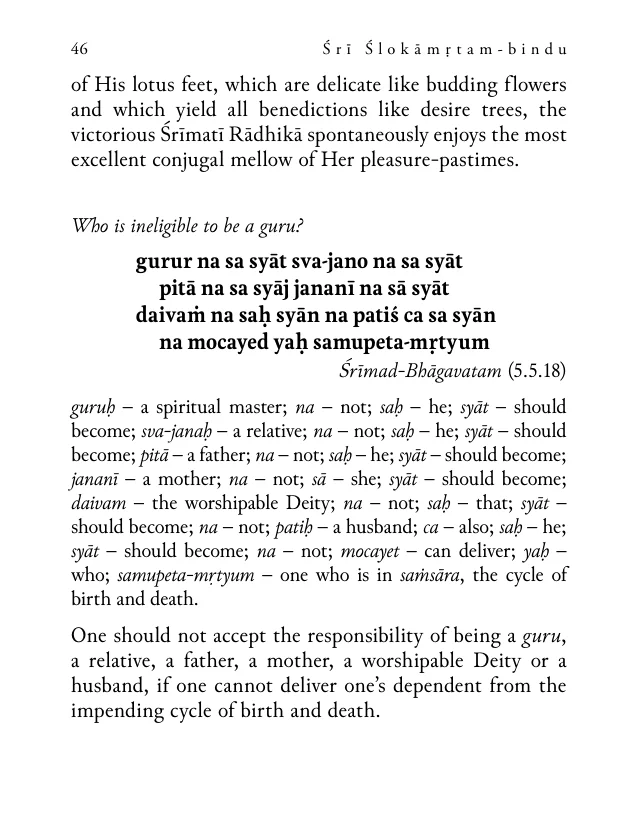 46 Śrī Ślokāmṛtam-bindu
of His lotus feet, which are delicate like budding flowers
and which yield all benedictions like desire trees, the
victorious Śrīmatī Rādhikā spontaneously enjoys the most
excellent conjugal mellow of Her pleasure-pastimes.
Who is ineligible to be a guru?
gurur na sa syāt sva-jano na sa syāt
pitā na sa syāj jananī na sā syāt
daivaṁ na saḥ syān na patiś ca sa syān
na mocayed yaḥ samupeta-mṛtyum
Śrīmad-Bhāgavatam (5.5.18)
guruḥ – a spiritual master; na – not; saḥ – he; syāt – should
become; sva-janaḥ – a relative; na – not; saḥ – he; syāt – should
become; pitā – a father; na – not; saḥ – he; syāt – should become;
jananī – a mother; na – not; sā – she; syāt – should become;
daivam – the worshipable Deity; na – not; saḥ – that; syāt –
should become; na – not; patiḥ – a husband; ca – also; saḥ – he;
syāt – should become; na – not; mocayet – can deliver; yaḥ –
who; samupeta-mṛtyum – one who is in saṁsāra, the cycle of
birth and death.
One should not accept the responsibility of being a guru,
a relative, a father, a mother, a worshipable Deity or a
husband, if one cannot deliver one’s dependent from the
impending cycle of birth and death.